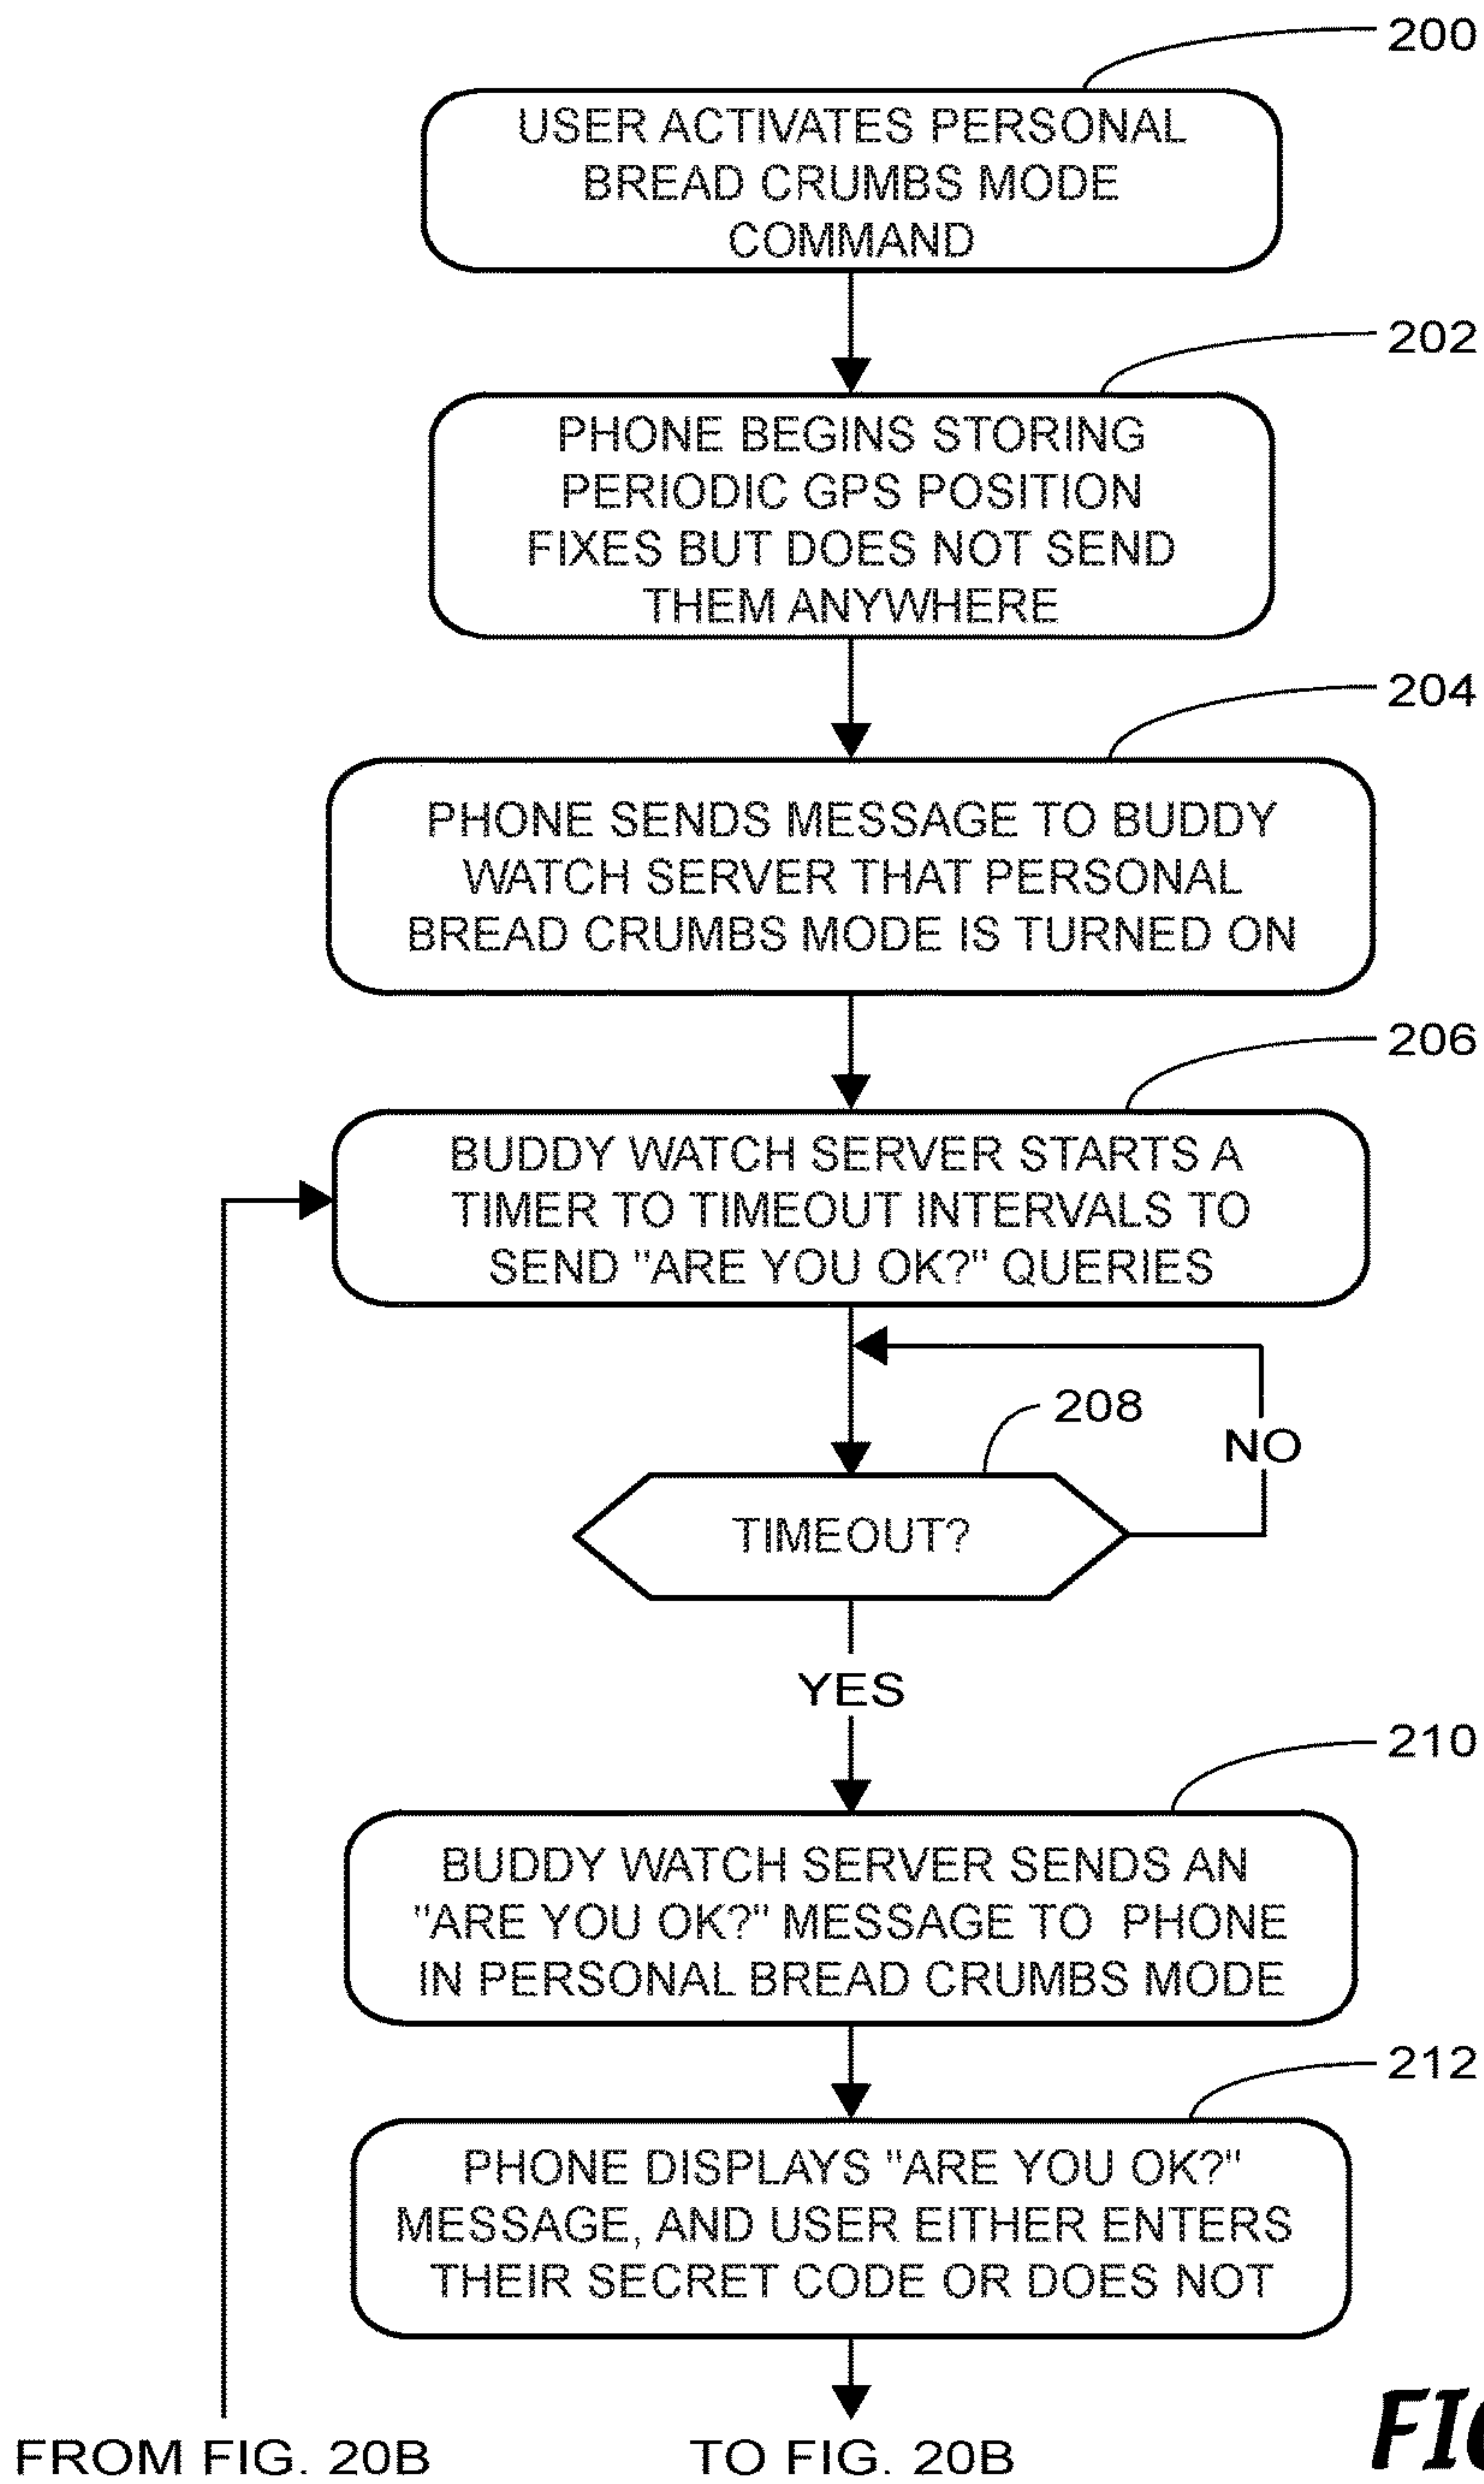 200
USER ACTIVATES PERSONAL
BREAD CRUMBS MODE
COMMAND
202
PHONE BEGINS STORING
PERIODIC GPS POSITION
FIXES BUT DOES NOT SEND
THEM ANYWHERE
204
PHONE SENDS MESSAGE TO BUDDY
WATCH SERVER THAT PERSONAL
BREAD CRUMBS MODE IS TURNED ON
206
BUDDY WATCH SERVER STARTS A
TIMER TO TIMEOUT INTERVALS TO
SEND "ARE YOU OK?" QUERIES
208
NO
TIMEOUT?
YES
210
BUDDY WATCH SERVER SENDS AN
"ARE YOU OK?" MESSAGE TO PHONE
IN PERSONAL BREAD CRUMBS MODE
212
PHONE DISPLAYS "ARE YOU OK?"
MESSAGE, AND USER EITHER ENTERS
THEIR SECRET CODE OR DOES NOT
FROM FIG. 20B
TO FIG. 20B